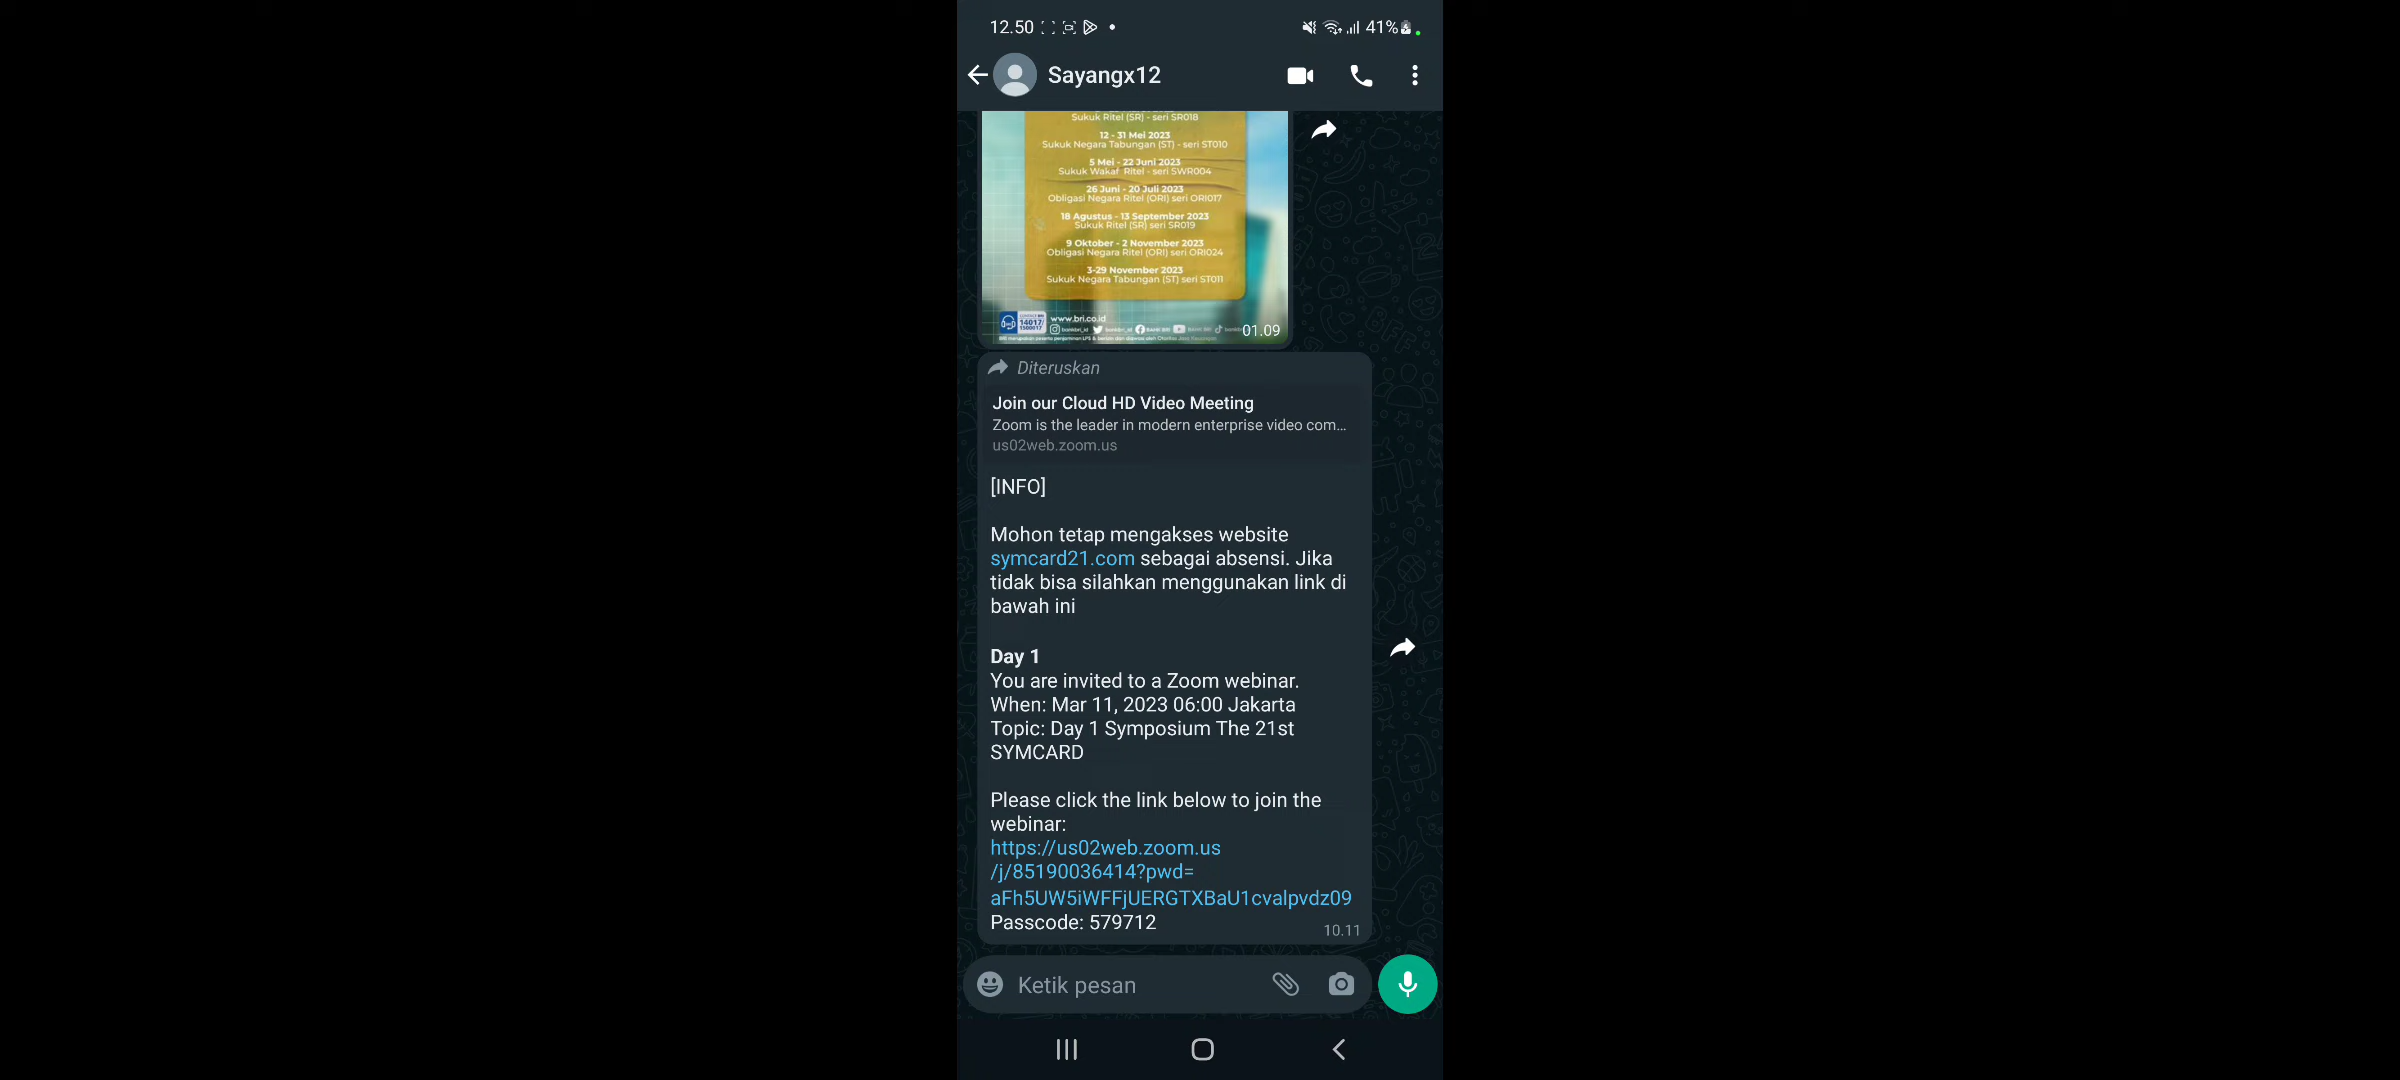 12.50
41%
Sayangx12
Sukuk Ritel (SR) - seri SR018
12 - 31 Mei 2023
Sukuk Negara Tabungan (ST) - seri ST010
5 Mei - 22 Juni 2023
Sukuk Wakaf Ritel - seri SWR004
26 Juni - 20 Juli 2023
Obligasi Negara Ritel (ORI) seri ORI017
18 Agustus - 13 September 2023
Sukuk Ritel (SR) seri SR019
9 Oktober - 2 November 2023
Obligasi Negara Ritel (ORI) seri ORI024
3-29 November 2023
Sukuk Negara Tabungan (ST) seri ST011
14017/
1500017
www.bri.co.id
bankbri_id bankbri_id BANK BRI BANK BRI
01.09
Diteruskan
Join our Cloud HD Video Meeting
Zoom is the leader in modern enterprise video com...
us02web.zoom.us
[INFO]
Mohon tetap mengakses website
symcard21.com sebagai absensi. Jika
tidak bisa silahkan menggunakan link di
bawah ini
Day 1
You are invited to a Zoom webinar.
When: Mar 11, 2023 06:00 Jakarta
Topic: Day 1 Symposium The 21st
SYMCARD
Please click the link below to join the
webinar:
https://us02web.zoom.us
/j/85190036414?pwd=
aFh5UW5iWFFjUERGTXBaU1cvalpvdz09
Passcode: 579712
10.11
Ketik pesan